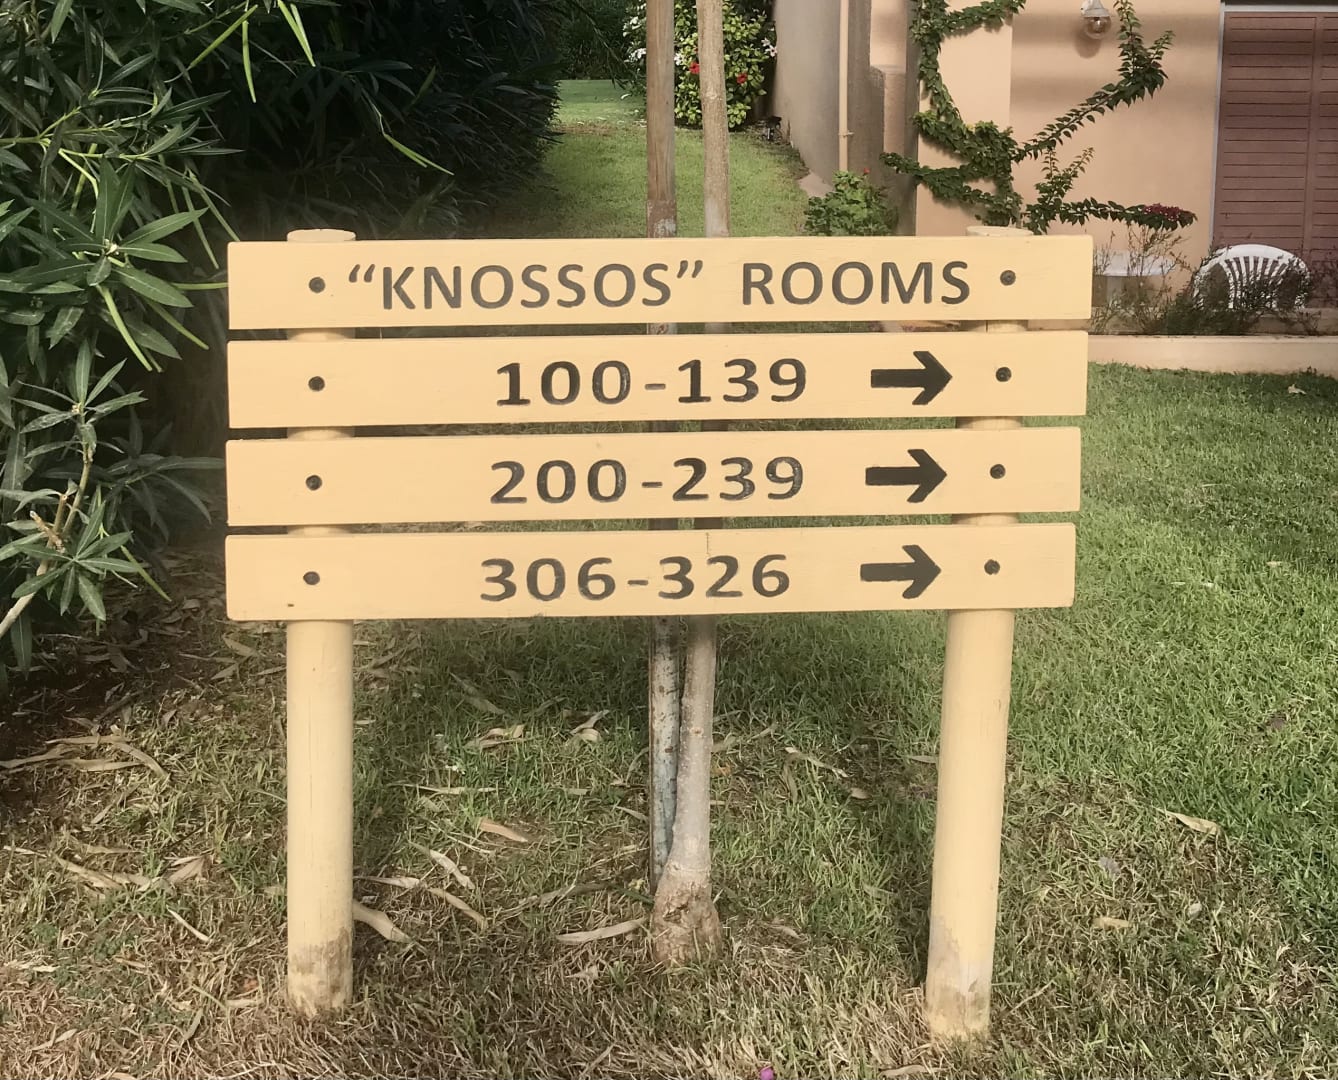 “KNOSSOS” ROOMS
100-139 →
200-239 →
306-326 →